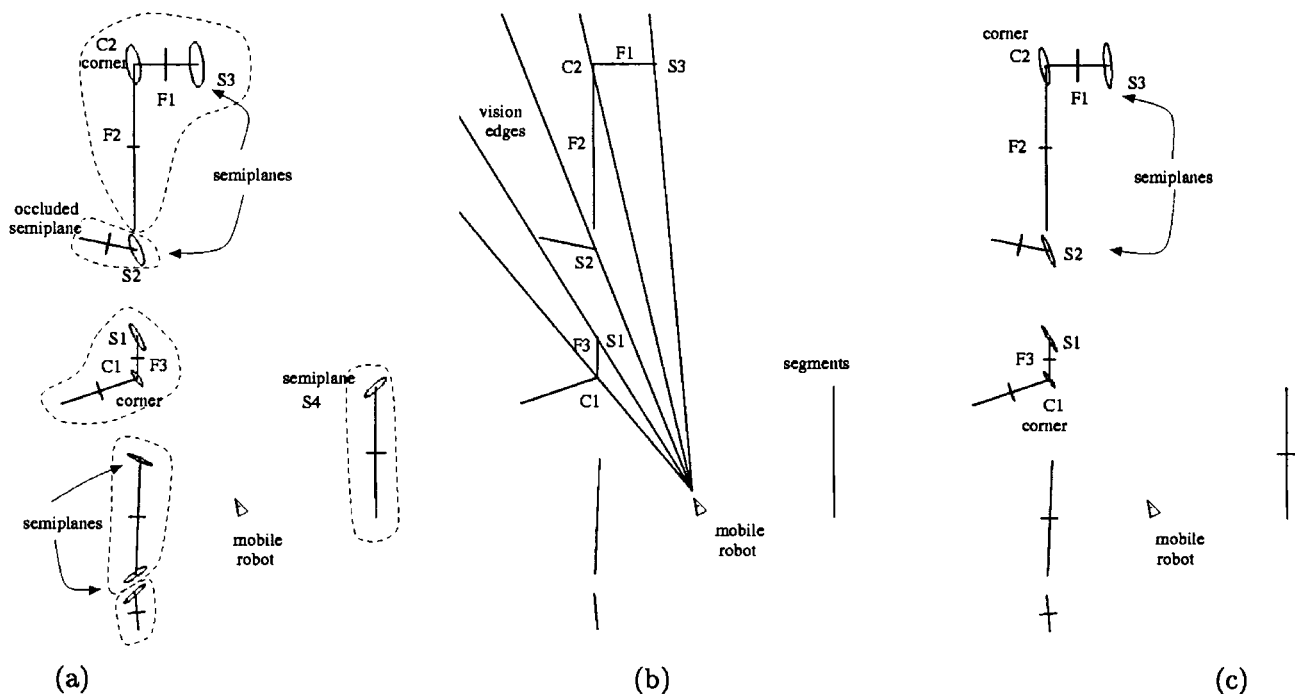 C2
corner
F1
S3
F2
semiplanes
occluded
semiplane
S2
S1
F3
C1
corner
semiplane
S4
semiplanes
mobile
robot
(a)
F1
C2
S3
vision
edges
F2
S2
F3
S1
C1
segments
mobile
robot
(b)
corner
C2
F1
S3
F2
semiplanes
S2
S1
F3
C1
corner
mobile
robot
(c)